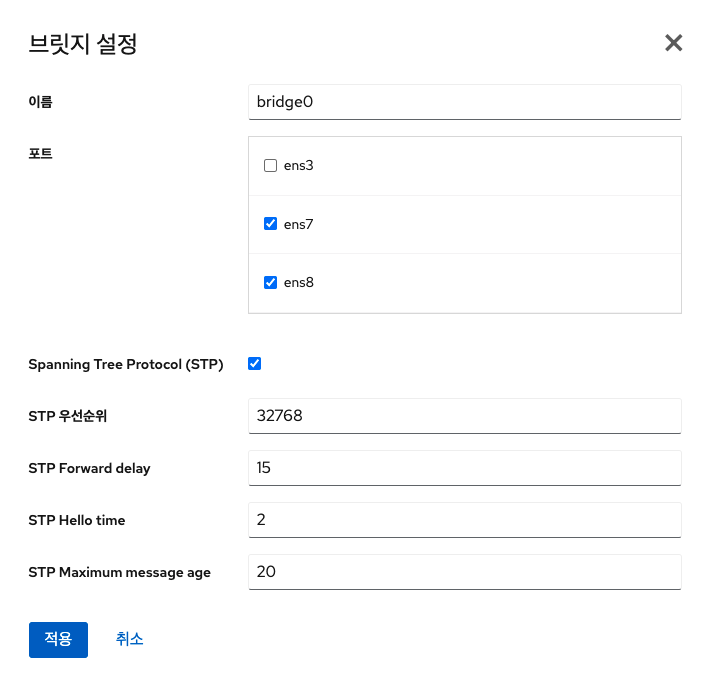 브릿지 설정
이름
bridge0
포트
ens3
ens7
ens8
Spanning Tree Protocol (STP)
STP 우선순위
32768
STP Forward delay
15
STP Hello time
2
STP Maximum message age
20
적용
취소